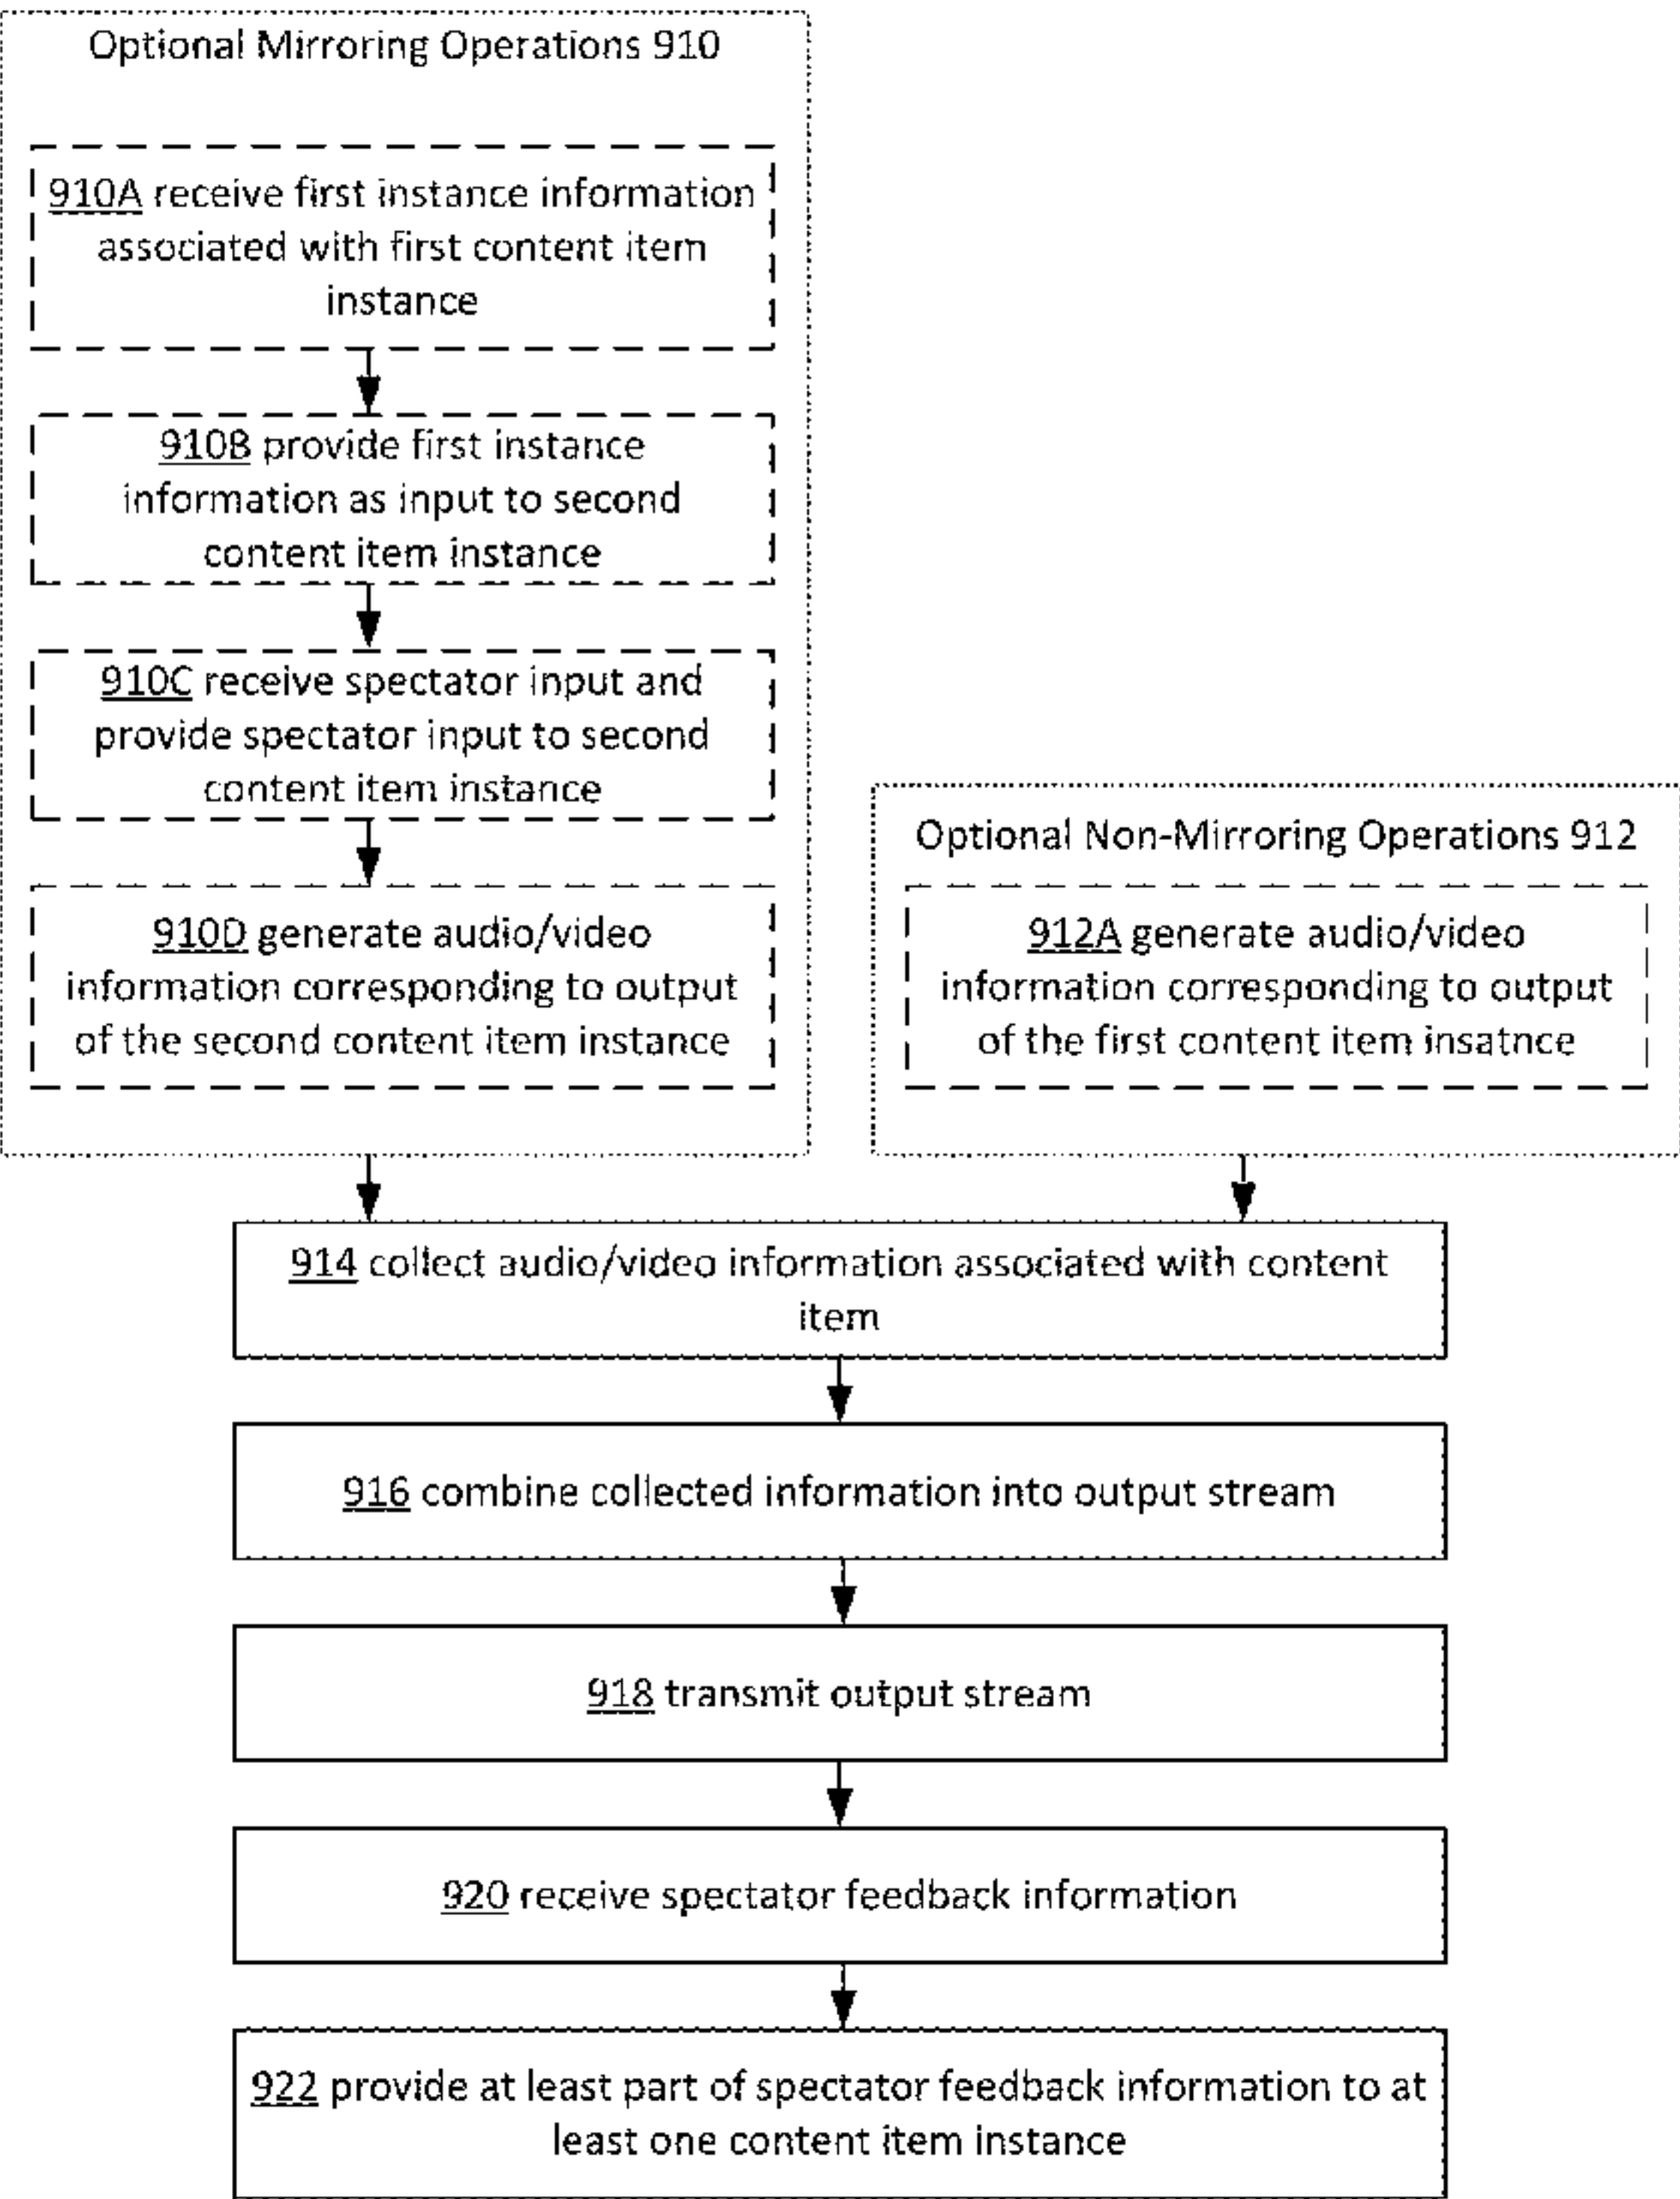 Optional Mirroring Operations 910
910A receive first instance information
associated with first content item
instance
910B provide first instance
information as input to second
content item instance
910C receive spectator input and
provide spectator input to second
content item instance
910D generate audio/video
information corresponding to output
of the second content item instance
Optional Non-Mirroring Operations 912
912A generate audio/video
information corresponding to output
of the first content item insatnce
914 collect audio/video information associated with content
item
916 combine collected information into output stream
918 transmit output stream
920 receive spectator feedback information
922 provide at least part of spectator feedback information to at
least one content item instance